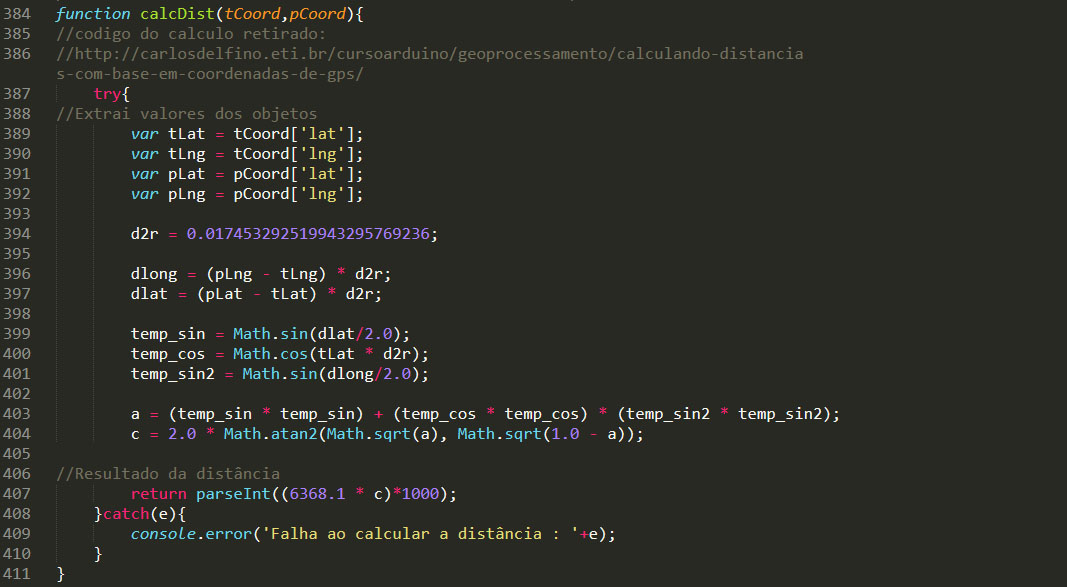 384 function calcDist(tCoord,pCoord){
385 //codigo do calculo retirado:
386 //http://carlosdelfino.eti.br/cursoarduino/geoprocessamento/calculando-distancia
s-com-base-em-coordenadas-de-gps/
387 try{
388 //Extrai valores dos objetos
389 var tLat = tCoord['lat'];
390 var tLng = tCoord['lng'];
391 var pLat = pCoord['lat'];
392 var pLng = pCoord['lng'];
393
394 d2r = 0.017453292519943295769236;
395
396 dlong = (pLng - tLng) * d2r;
397 dlat = (pLat - tLat) * d2r;
398
399 temp_sin = Math.sin(dlat/2.0);
400 temp_cos = Math.cos(tLat * d2r);
401 temp_sin2 = Math.sin(dlong/2.0);
402
403 a = (temp_sin * temp_sin) + (temp_cos * temp_cos) * (temp_sin2 * temp_sin2);
404 c = 2.0 * Math.atan2(Math.sqrt(a), Math.sqrt(1.0 - a));
405
406 //Resultado da distância
407 return parseInt((6368.1 * c)*1000);
408 }catch(e){
409 console.error('Falha ao calcular a distância : '+e);
410 }
411 }